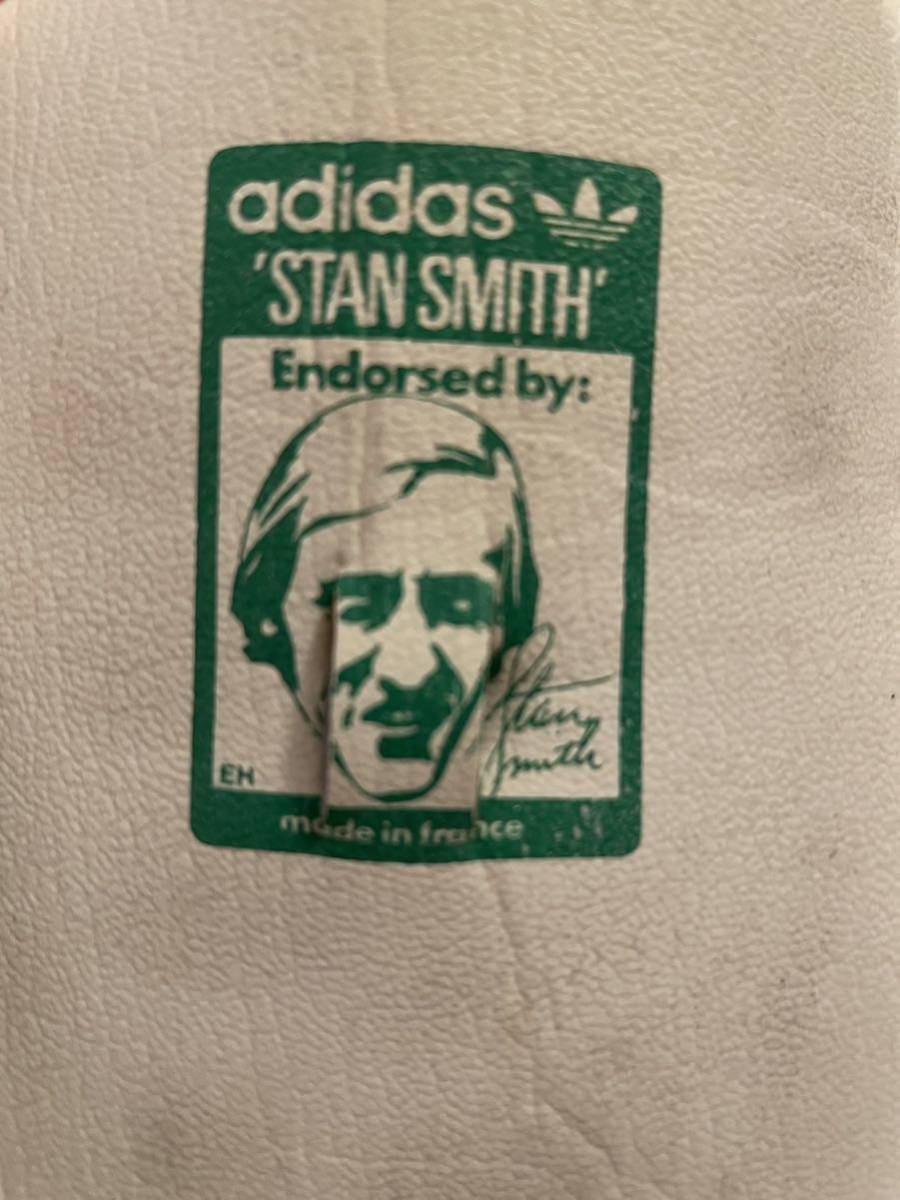 adidas
'STAN SMITH'
Endorsed by:
Stan
Smith
EH
made in france